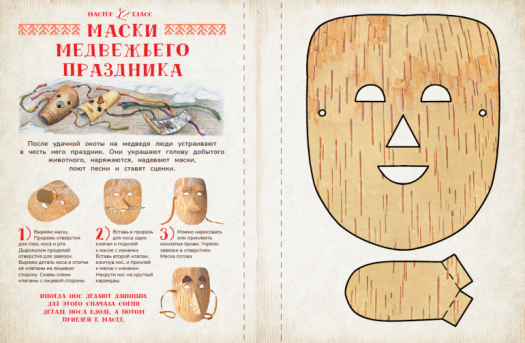 МАСТЕР КЛАСС
МАСКИ
МЕДВЕЖЬЕГО
ПРАЗДНИКА
После удачной охоты на медведя люди устраивают
в честь него праздник. Они украшают голову добытого
животного, наряжаются, надевают маски,
поют песни и ставят сценки.
1) Вырежи маску.
Прорежь отверстия
для глаз, носа и рта.
Дыроколом проделай
отверстия для завязок.
Вырежи деталь носа и отогни
её клапаны на лицевую
сторону. Смажь клеем
клапаны с лицевой стороны.
2) Вставь в прорезь
для носа один
клапан и подклей
к маске с изнанки.
Вставь второй клапан,
изогнув нос, и приклей
к маске с изнанки.
Накрути нос на круглый
карандаш.
3) Можно нарисовать
или приклеить
мохнатые брови. Укрепи
завязки в отверстиях.
Маска готова.
ИНОГДА НОС ДЕЛАЮТ ДЛИННЫМ.
ДЛЯ ЭТОГО СНАЧАЛА СОГНИ
ДЕТАЛЬ НОСА ВДОЛЬ, А ПОТОМ
ПРИКЛЕЙ К МАСКЕ.